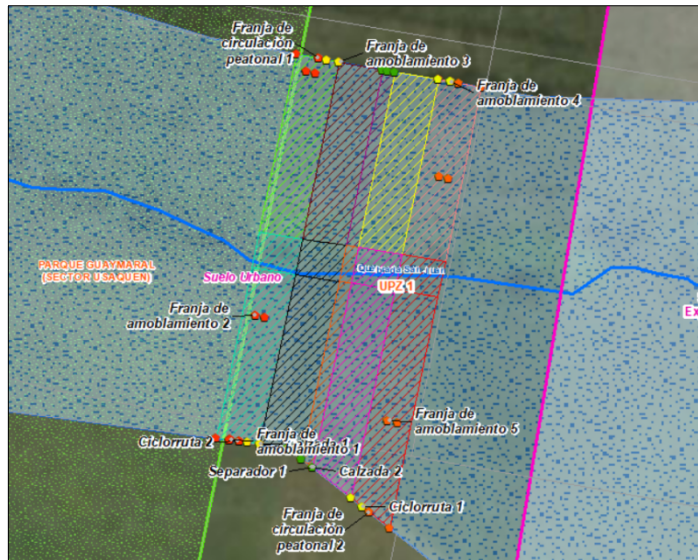 Franja de
circulación
peatonal 1
Franja de
amoblamiento 3
Franja de
amoblamiento 4
PARQUE GUAYMARAL
(SECTOR USAQUEN)
Suelo Urbano
UPZ 1
Ex
Franja de
amoblamiento 2
Franja de
amoblamiento 5
Ciclorruta 2
Franja de
amoblamiento 1
Separador 1
Calzada 2
Ciclorruta 1
Franja de
circulación
peatonal 2